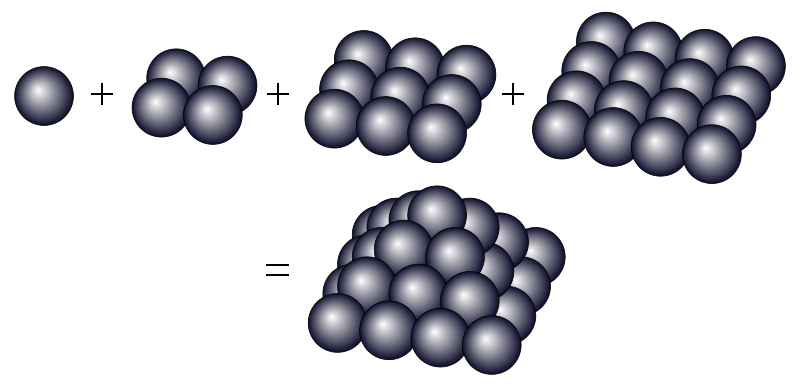 + + +
=